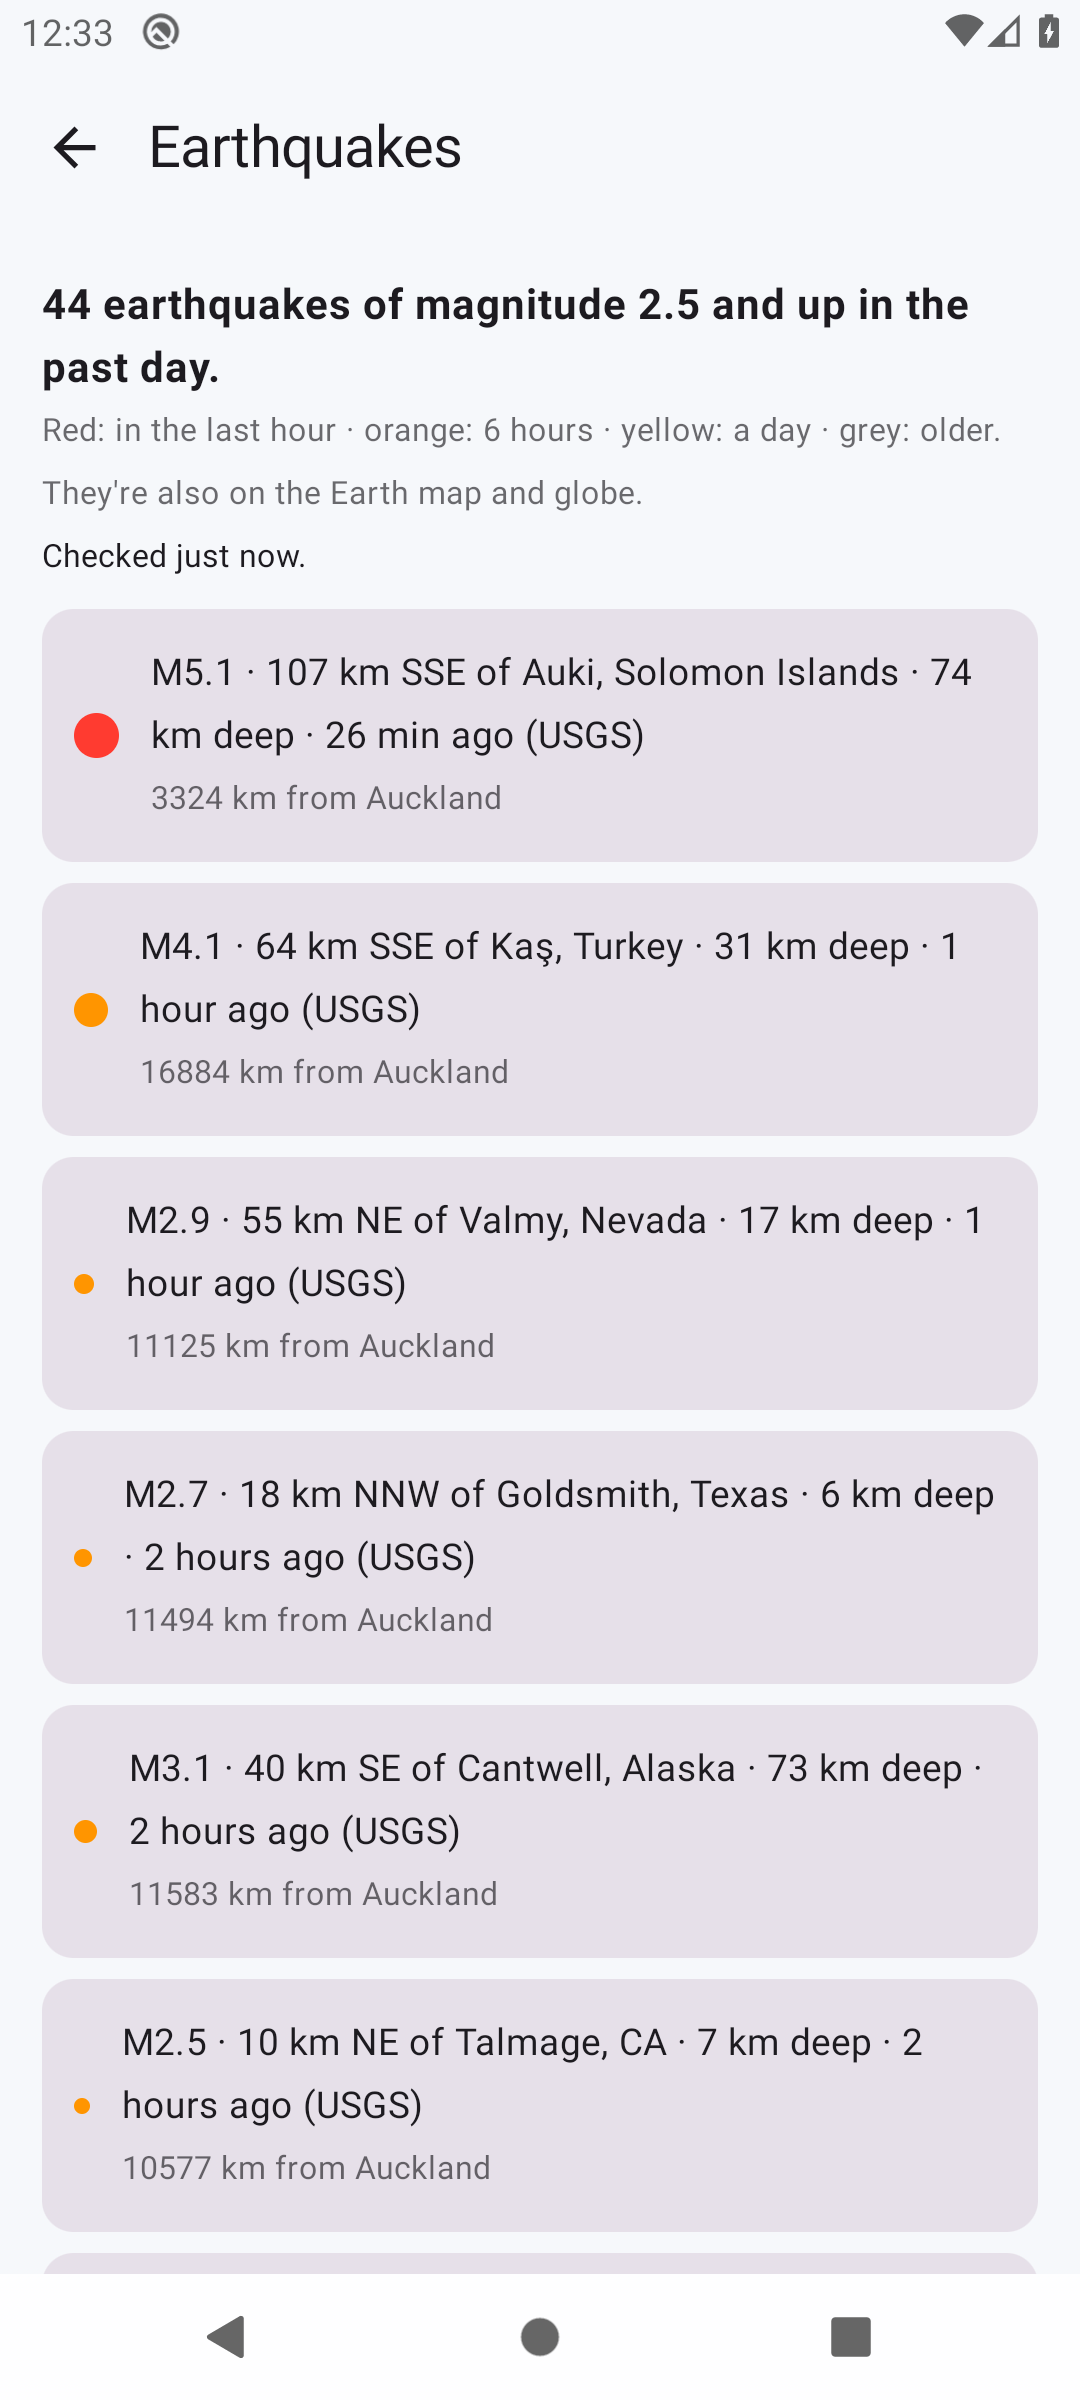 12:33
Earthquakes
44 earthquakes of magnitude 2.5 and up in the
past day.
Red: in the last hour · orange: 6 hours · yellow: a day · grey: older.
They're also on the Earth map and globe.
Checked just now.
M5.1 · 107 km SSE of Auki, Solomon Islands · 74
km deep · 26 min ago (USGS)
3324 km from Auckland
M4.1 · 64 km SSE of Kaş, Turkey · 31 km deep · 1
hour ago (USGS)
16884 km from Auckland
M2.9 · 55 km NE of Valmy, Nevada · 17 km deep · 1
hour ago (USGS)
11125 km from Auckland
M2.7 · 18 km NNW of Goldsmith, Texas · 6 km deep
· 2 hours ago (USGS)
11494 km from Auckland
M3.1 · 40 km SE of Cantwell, Alaska · 73 km deep ·
2 hours ago (USGS)
11583 km from Auckland
M2.5 · 10 km NE of Talmage, CA · 7 km deep · 2
hours ago (USGS)
10577 km from Auckland